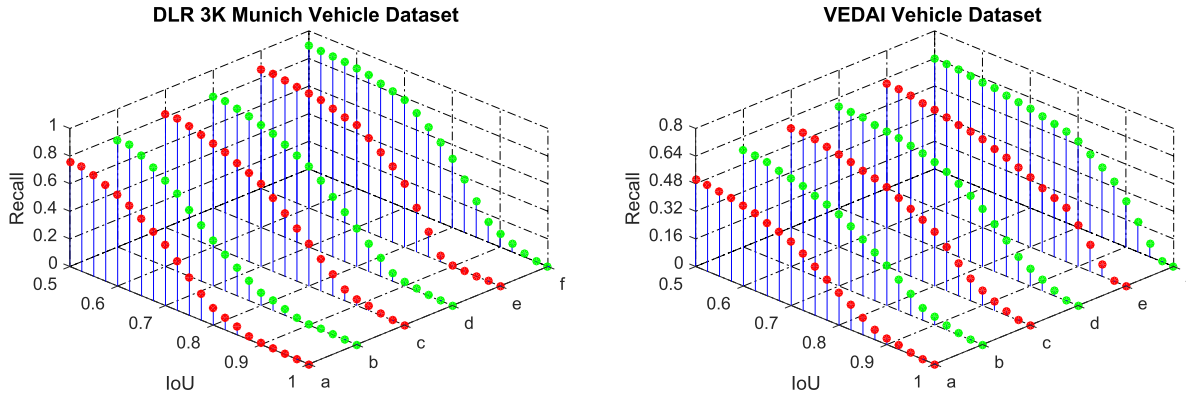 DLR 3K Munich Vehicle Dataset
1
0.8
0.6
0.4
0.2
0
Recall
0.5
0.6
0.7
0.8
0.9
1
IoU
a
b
c
d
e
f
VEDAI Vehicle Dataset
0.8
0.64
0.48
0.32
0.16
0
Recall
0.5
0.6
0.7
0.8
0.9
1
IoU
a
b
c
d
e